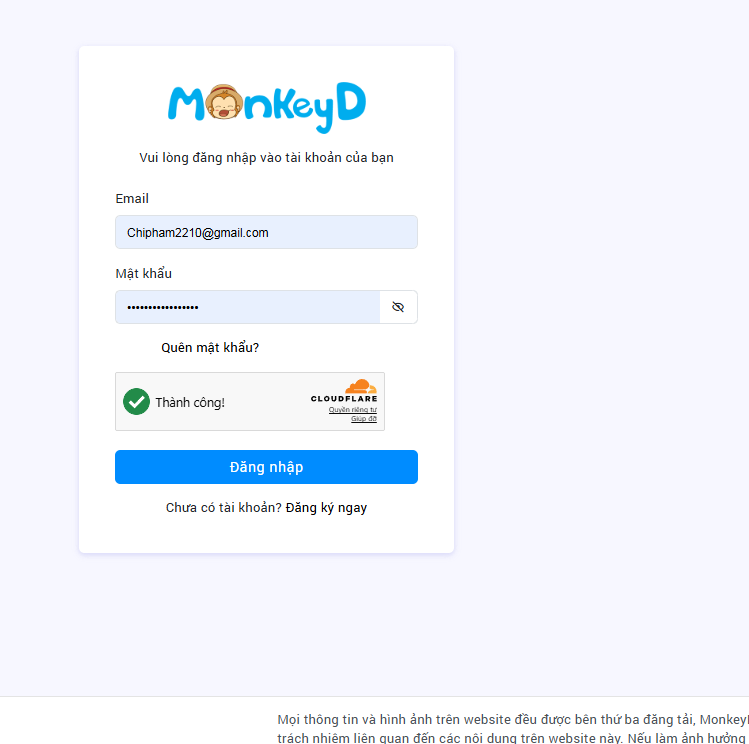 MonKeyD
Vui lòng đăng nhập vào tài khoản của bạn
Email
Chipham2210@gmail.com
Mật khẩu
•••••••••••••••••
Quên mật khẩu?
Thành công!
CLOUDFLARE
Quyền riêng tư
Giúp đỡ
Đăng nhập
Chưa có tài khoản? Đăng ký ngay
Mọi thông tin và hình ảnh trên website đều được bên thứ ba đăng tải, Monkey
trách nhiệm liên quan đến các nội dung trên website này. Nếu làm ảnh hưởng